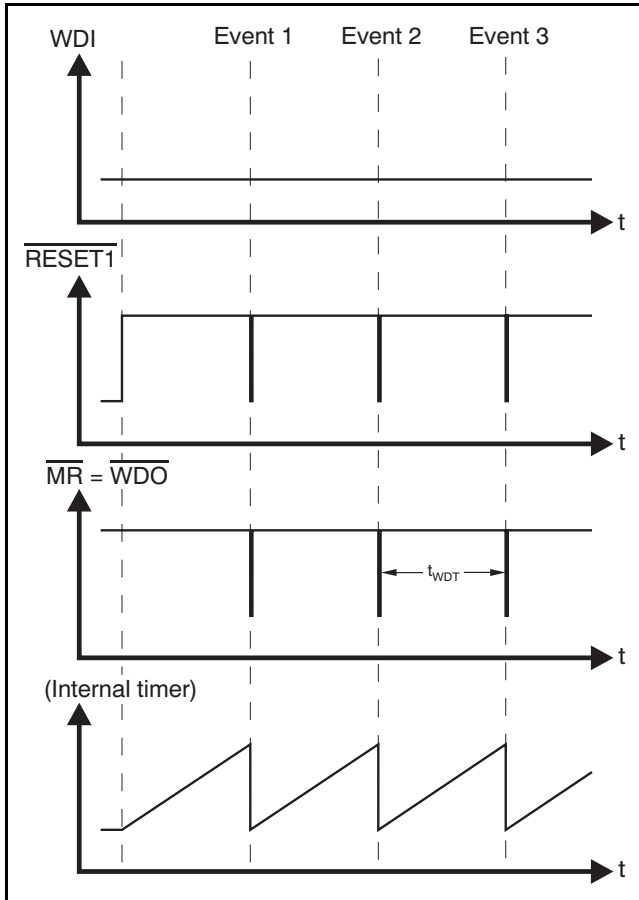 WDI Event 1 Event 2 Event 3
t
RESET1
t
MR = WDO
tWDT
t
(Internal timer)
t